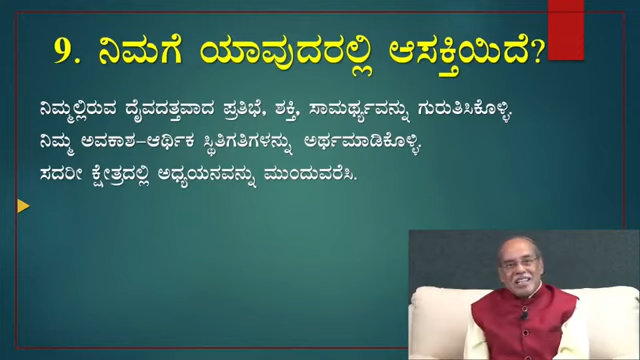 9. ನಿಮಗೆ ಯಾವುದರಲ್ಲಿ ಆಸಕ್ತಿಯಿದೆ?
ನಿಮ್ಮಲ್ಲಿರುವ ದೈವದತ್ತವಾದ ಪ್ರತಿಭೆ, ಶಕ್ತಿ, ಸಾಮರ್ಥ್ಯವನ್ನು ಗುರುತಿಸಿಕೊಳ್ಳಿ.
ನಿಮ್ಮ ಅವಕಾಶ-ಆರ್ಥಿಕ ಸ್ಥಿತಿಗತಿಗಳನ್ನು ಅರ್ಥಮಾಡಿಕೊಳ್ಳಿ.
ಸದರೀ ಕ್ಷೇತ್ರದಲ್ಲಿ ಅಧ್ಯಯನವನ್ನು ಮುಂದುವರೆಸಿ.